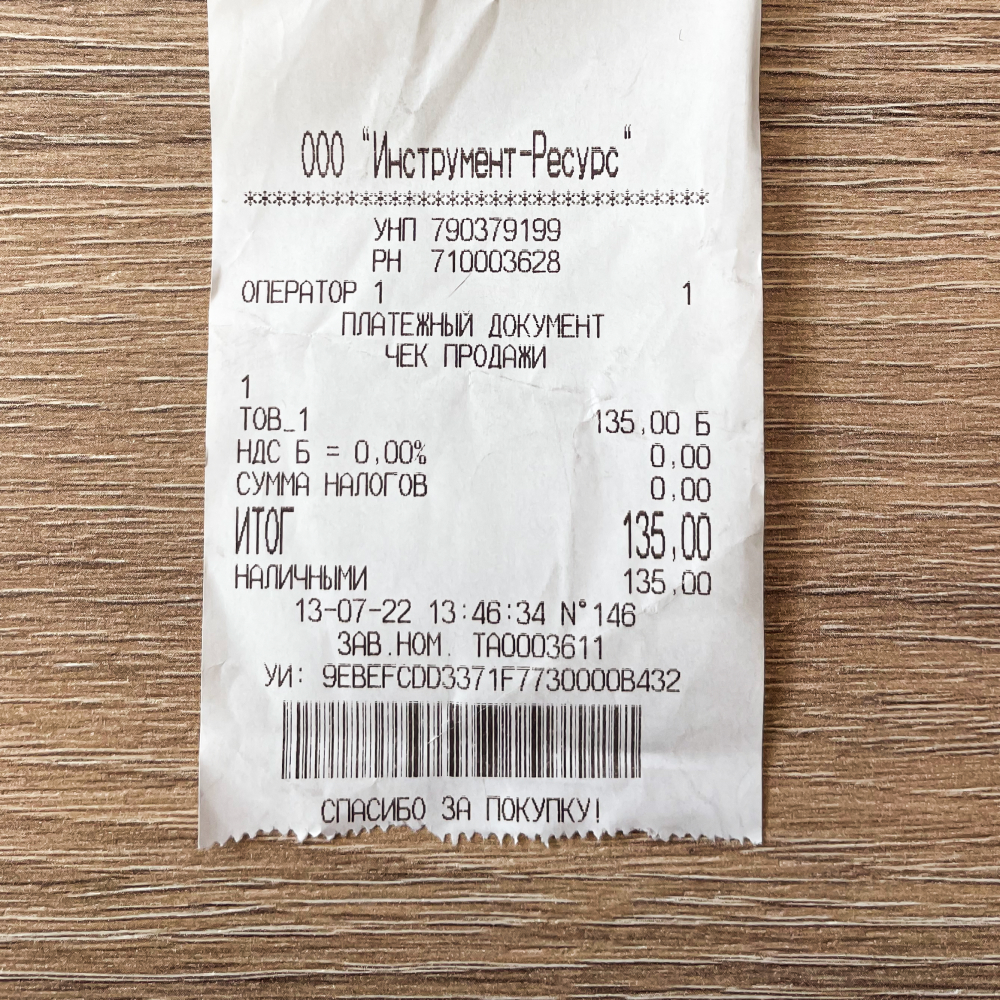 ООО "Инструмент-Ресурс"
************************************************
УНП 790379199
РН 710003628
ОПЕРАТОР 1 1
ПЛАТЕЖНЫЙ ДОКУМЕНТ
ЧЕК ПРОДАЖИ
1
ТОВ_1 135,00 Б
НДС Б = 0,00% 0,00
СУММА НАЛОГОВ 0,00
ИТОГ 135,00
НАЛИЧНЫМИ 135,00
13-07-22 13:46:34 N°146
ЗАВ.НОМ. TA0003611
УИ: 9EBEFCDD3371F7730000B432
СПАСИБО ЗА ПОКУПКУ!